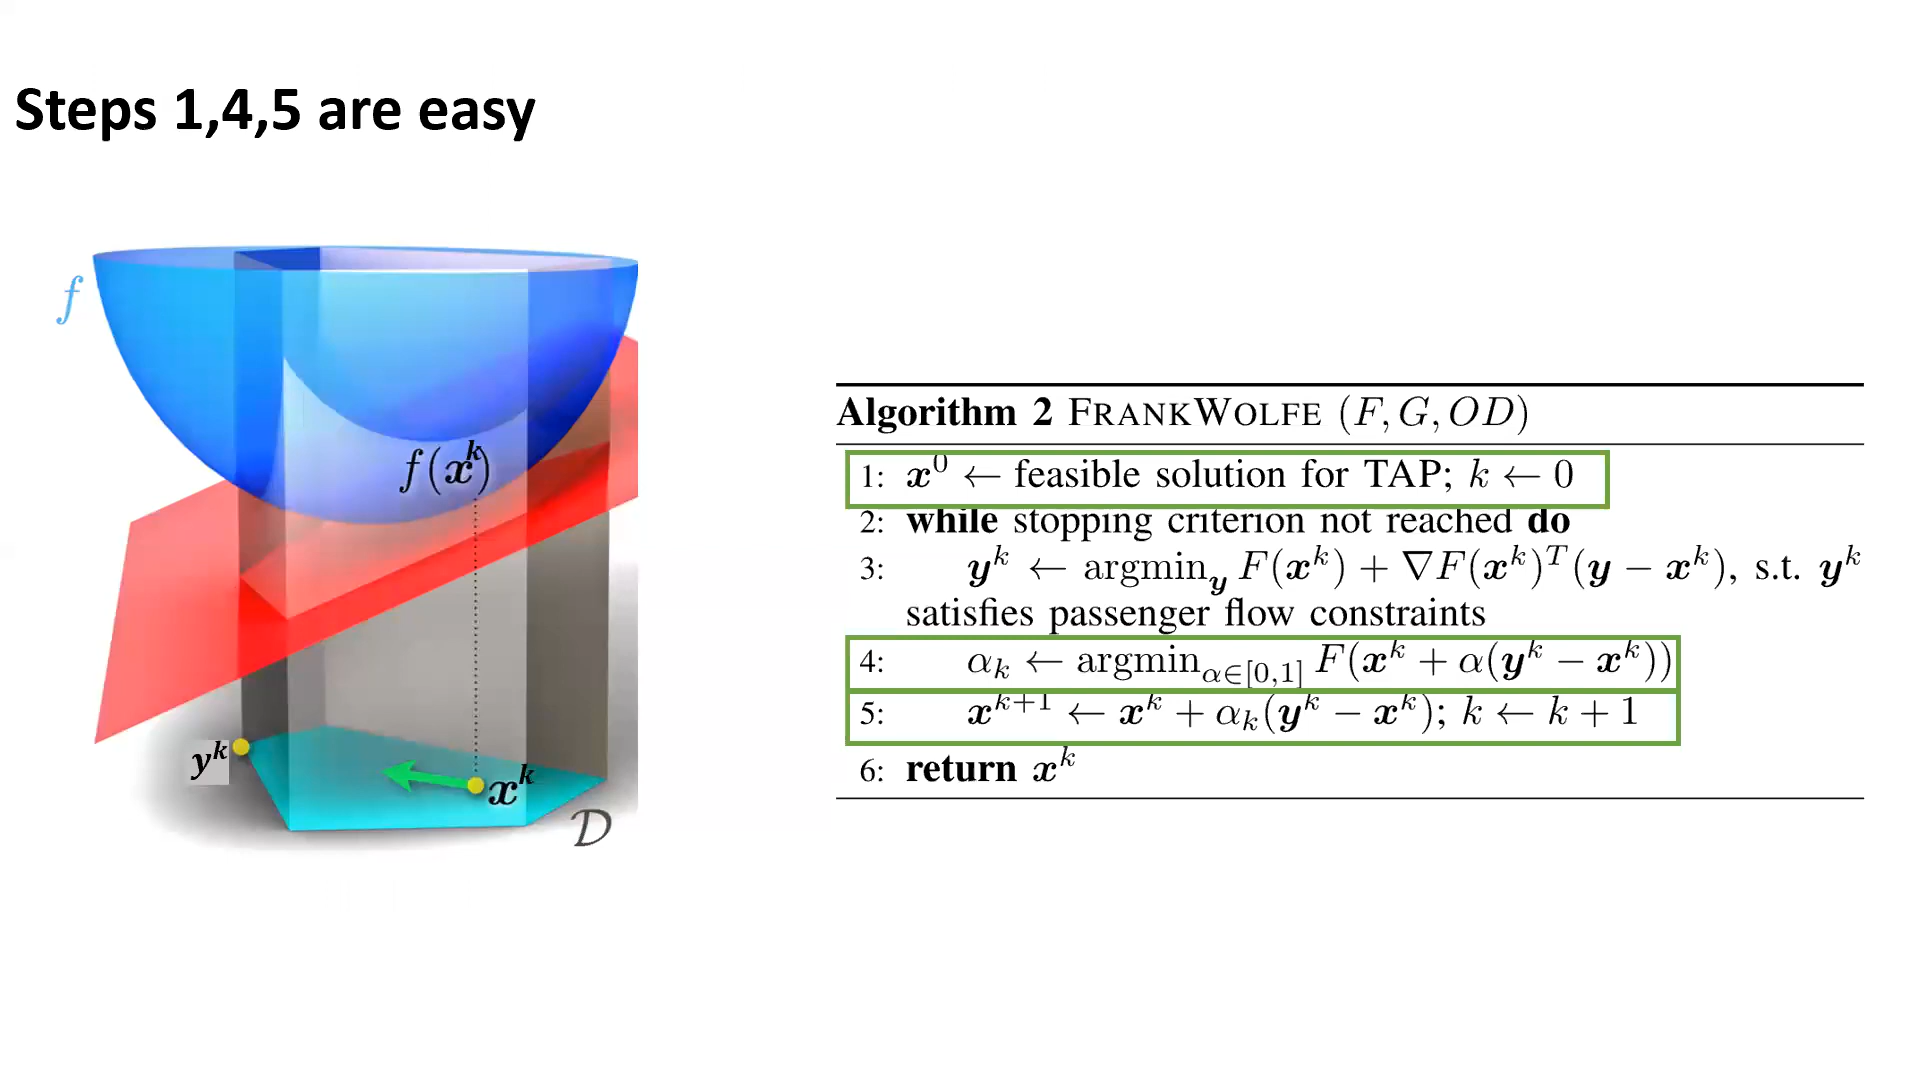 Steps 1,4,5 are easy
f
f(x^k)
y^k
x^k
𝒟
Algorithm 2 FRANKWOLFE (F, G, OD)
1: x^0 ← feasible solution for TAP; k ← 0
2: while stopping criterion not reached do
3: y^k ← argmin_y F(x^k) + ∇F(x^k)^T(y − x^k), s.t. y^k
satisfies passenger flow constraints
4: α_k ← argmin_{α∈[0,1]} F(x^k + α(y^k − x^k))
5: x^{k+1} ← x^k + α_k(y^k − x^k); k ← k + 1
6: return x^k